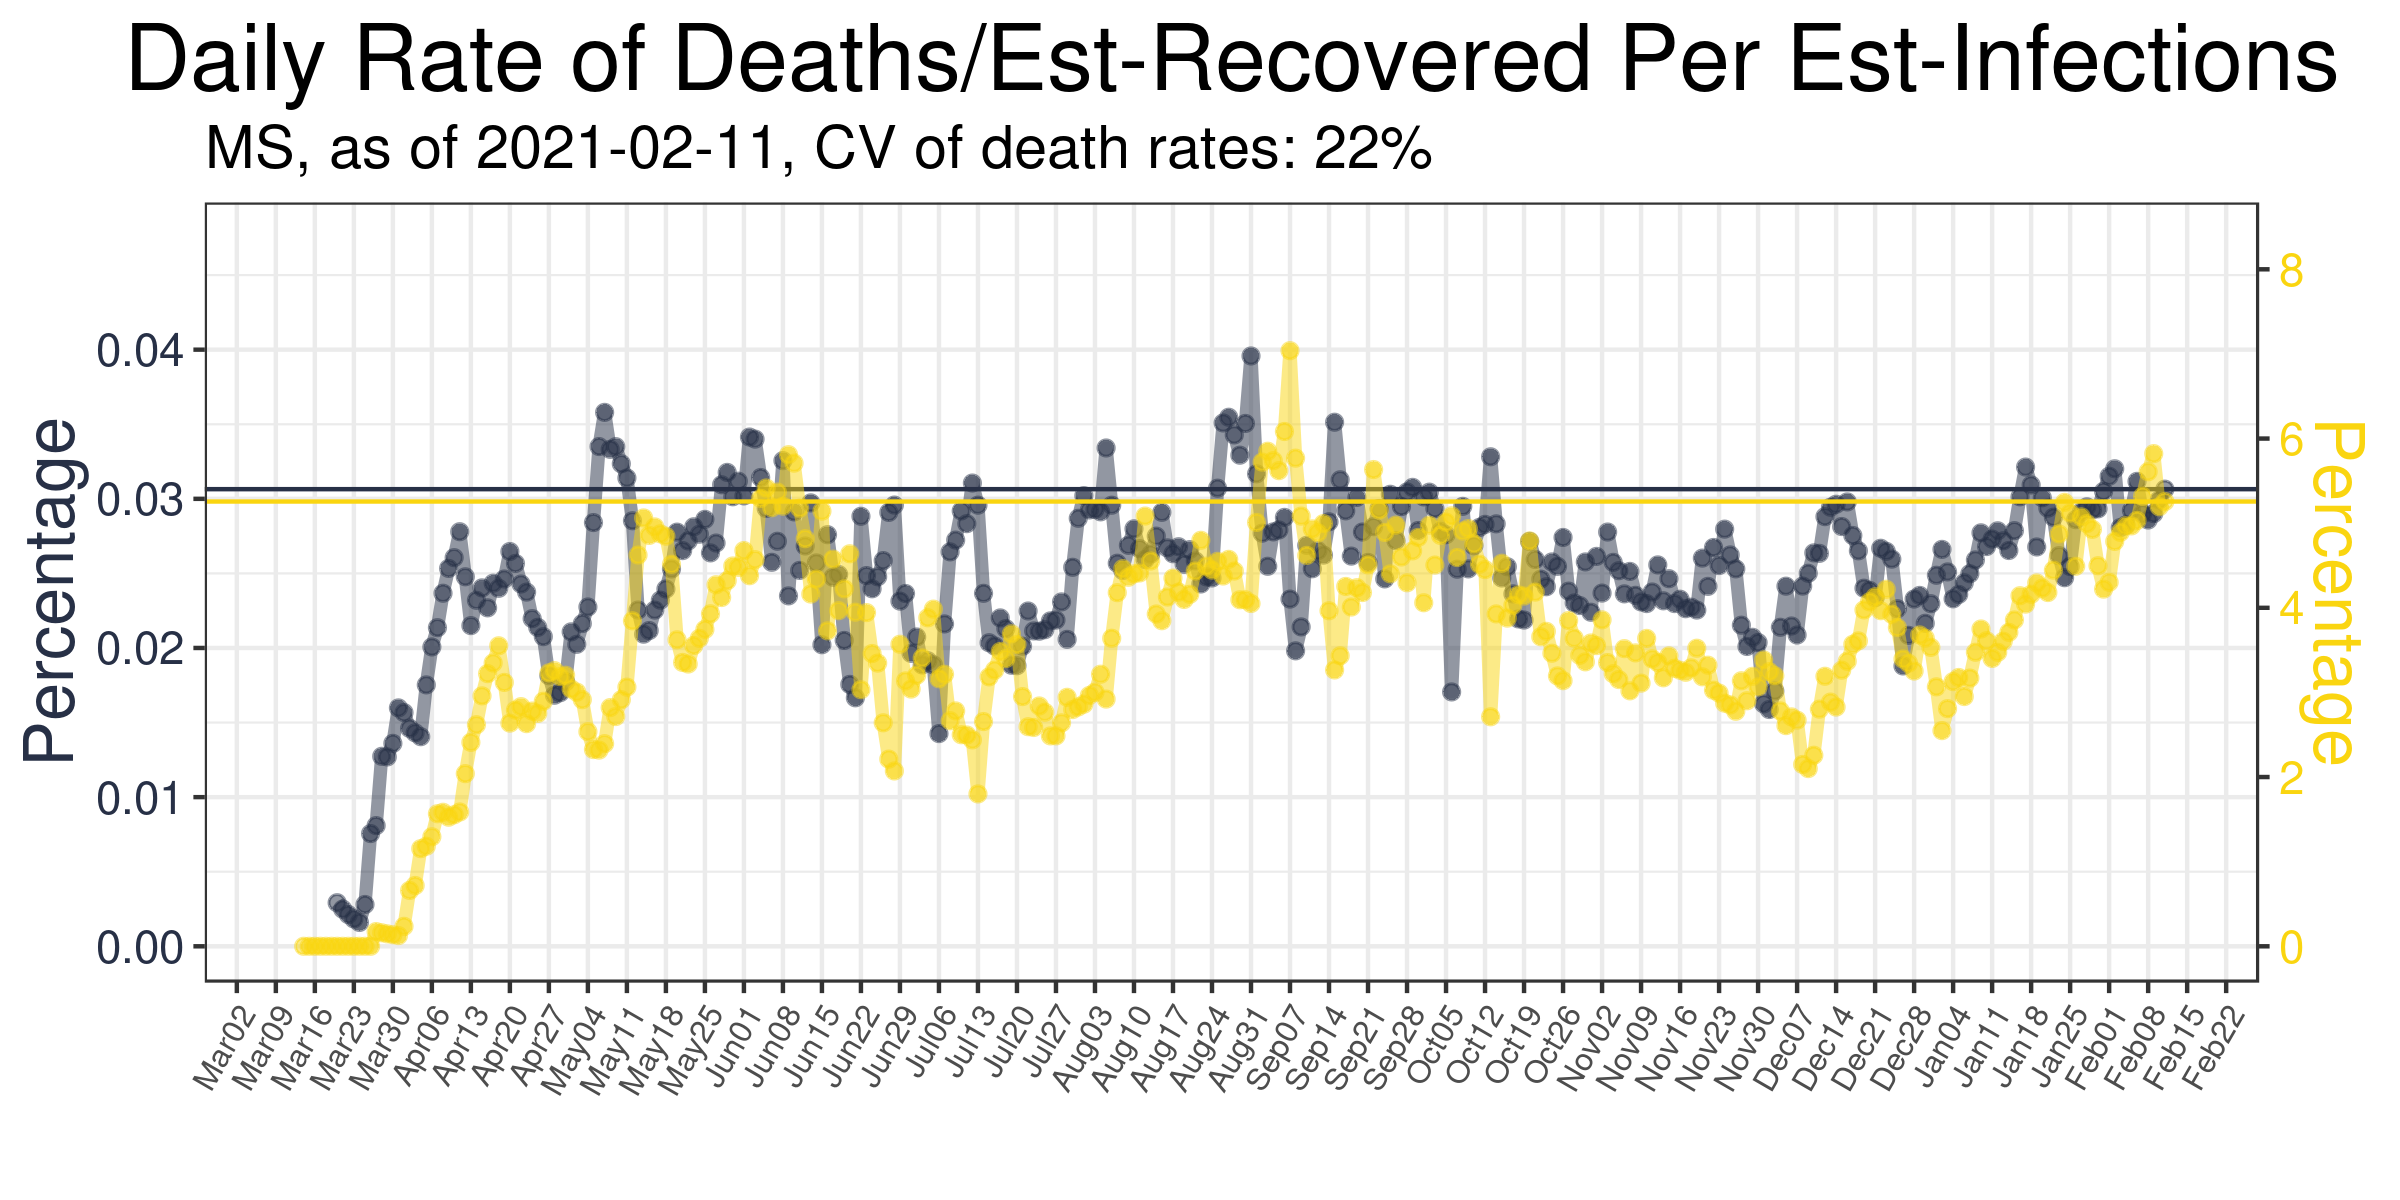 Daily Rate of Deaths/Est-Recovered Per Est-Infections
MS, as of 2021-02-11, CV of death rates: 22%
Percentage
0.04
0.03
0.02
0.01
0.00
8
6
4
2
0
Percentage
Mar02
Mar09
Mar16
Mar23
Mar30
Apr06
Apr13
Apr20
Apr27
May04
May11
May18
May25
Jun01
Jun08
Jun15
Jun22
Jun29
Jul06
Jul13
Jul20
Jul27
Aug03
Aug10
Aug17
Aug24
Aug31
Sep07
Sep14
Sep21
Sep28
Oct05
Oct12
Oct19
Oct26
Nov02
Nov09
Nov16
Nov23
Nov30
Dec07
Dec14
Dec21
Dec28
Jan04
Jan11
Jan18
Jan25
Feb01
Feb08
Feb15
Feb22